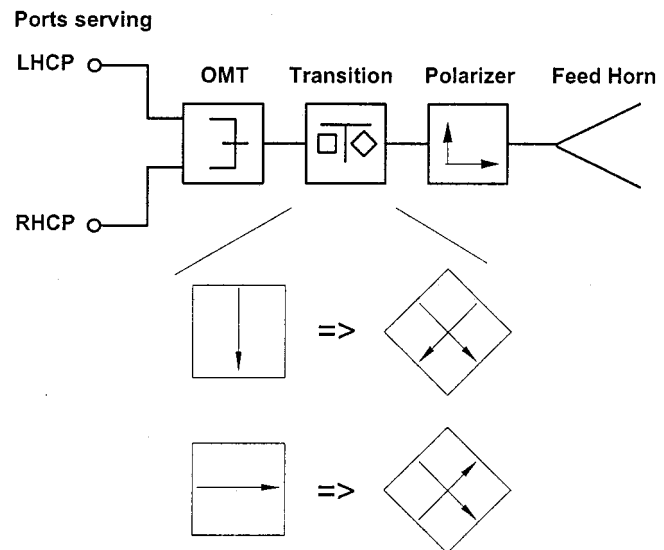 Ports serving
LHCP
OMT
Transition
Polarizer
Feed Horn
RHCP
=>
=>